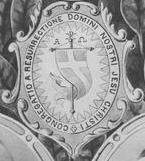 CONGREGATIO A RESURRECTIONE DOMINI NOSTRI JESU CHRISTI
A Ω